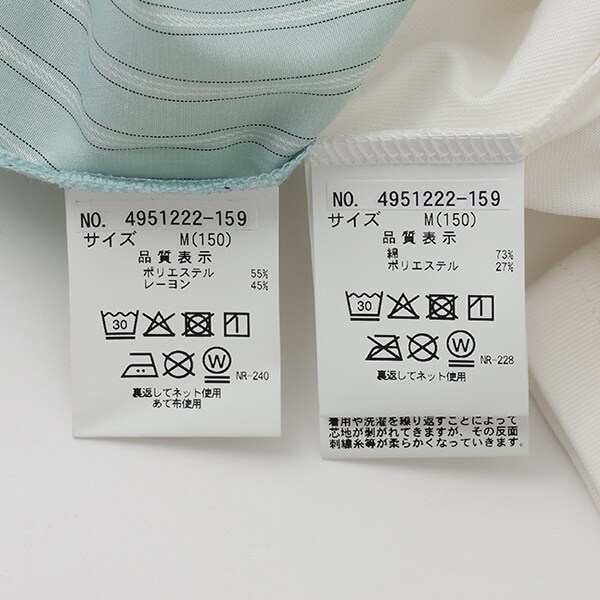 NO. 4951222-159
サイズ M(150)
品質表示
ポリエステル 55%
レーヨン 45%
30
W
NR-240
裏返してネット使用
あて布使用
NO. 4951222-159
サイズ M(150)
品質表示
綿 73%
ポリエステル 27%
30
W
NR-228
裏返してネット使用
着用や洗濯を繰り返すことによって
芯地が剥がれてきますが、その反面
刺繍糸等が柔らかくなっていきます。